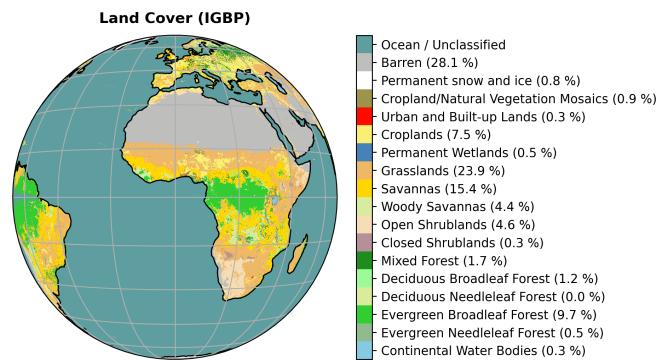 Land Cover (IGBP)
Ocean / Unclassified
Barren (28.1 %)
Permanent snow and ice (0.8 %)
Cropland/Natural Vegetation Mosaics (0.9 %)
Urban and Built-up Lands (0.3 %)
Croplands (7.5 %)
Permanent Wetlands (0.5 %)
Grasslands (23.9 %)
Savannas (15.4 %)
Woody Savannas (4.4 %)
Open Shrublands (4.6 %)
Closed Shrublands (0.3 %)
Mixed Forest (1.7 %)
Deciduous Broadleaf Forest (1.2 %)
Deciduous Needleleaf Forest (0.0 %)
Evergreen Broadleaf Forest (9.7 %)
Evergreen Needleleaf Forest (0.5 %)
Continental Water Bodies (0.3 %)